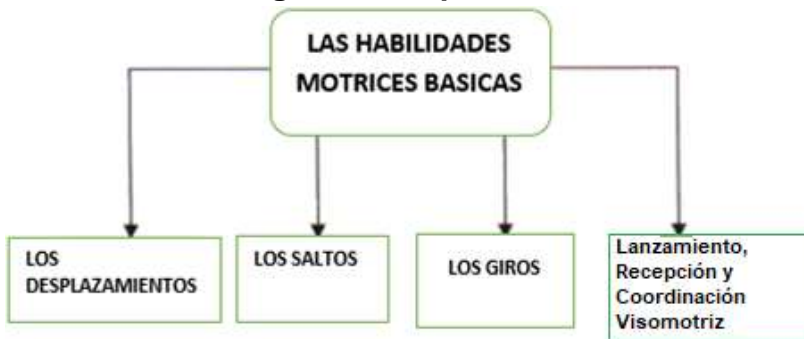 LAS HABILIDADES
MOTRICES BASICAS
LOS
DESPLAZAMIENTOS
LOS SALTOS
LOS GIROS
Lanzamiento,
Recepción y
Coordinación
Visomotriz